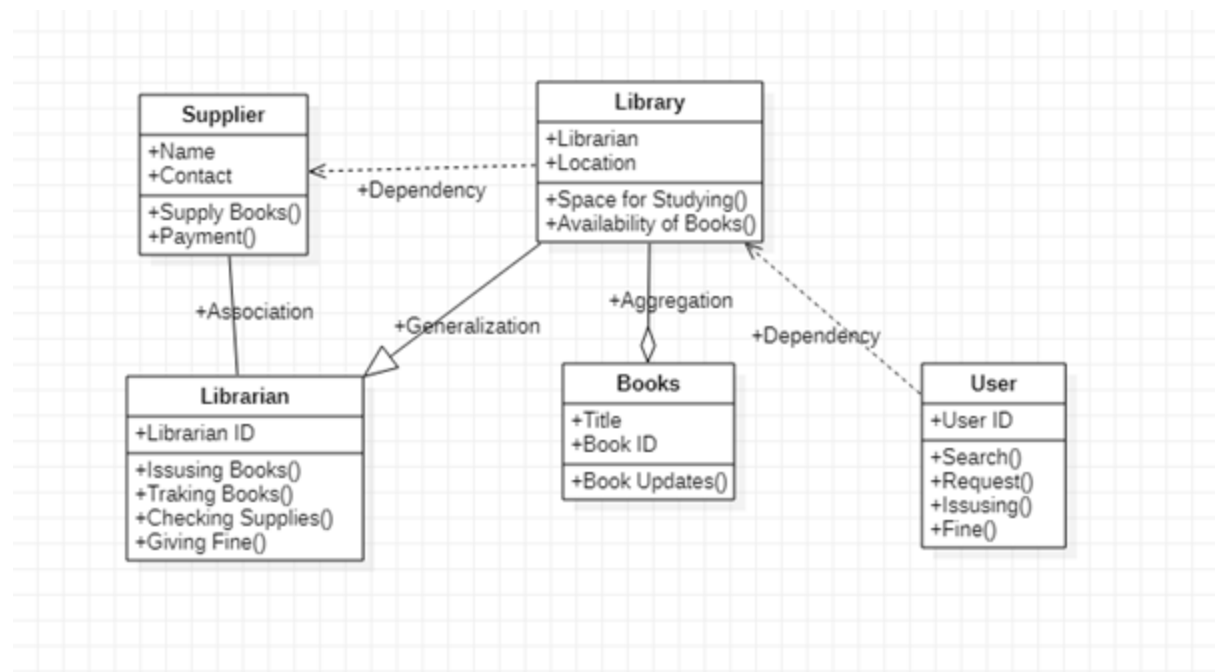 Supplier
+Name
+Contact
+Supply Books()
+Payment()
Library
+Librarian
+Location
+Space for Studying()
+Availability of Books()
+Dependency
+Association
+Generalization
+Aggregation
+Dependency
Librarian
+Librarian ID
+Issusing Books()
+Traking Books()
+Checking Supplies()
+Giving Fine()
Books
+Title
+Book ID
+Book Updates()
User
+User ID
+Search()
+Request()
+Issusing()
+Fine()